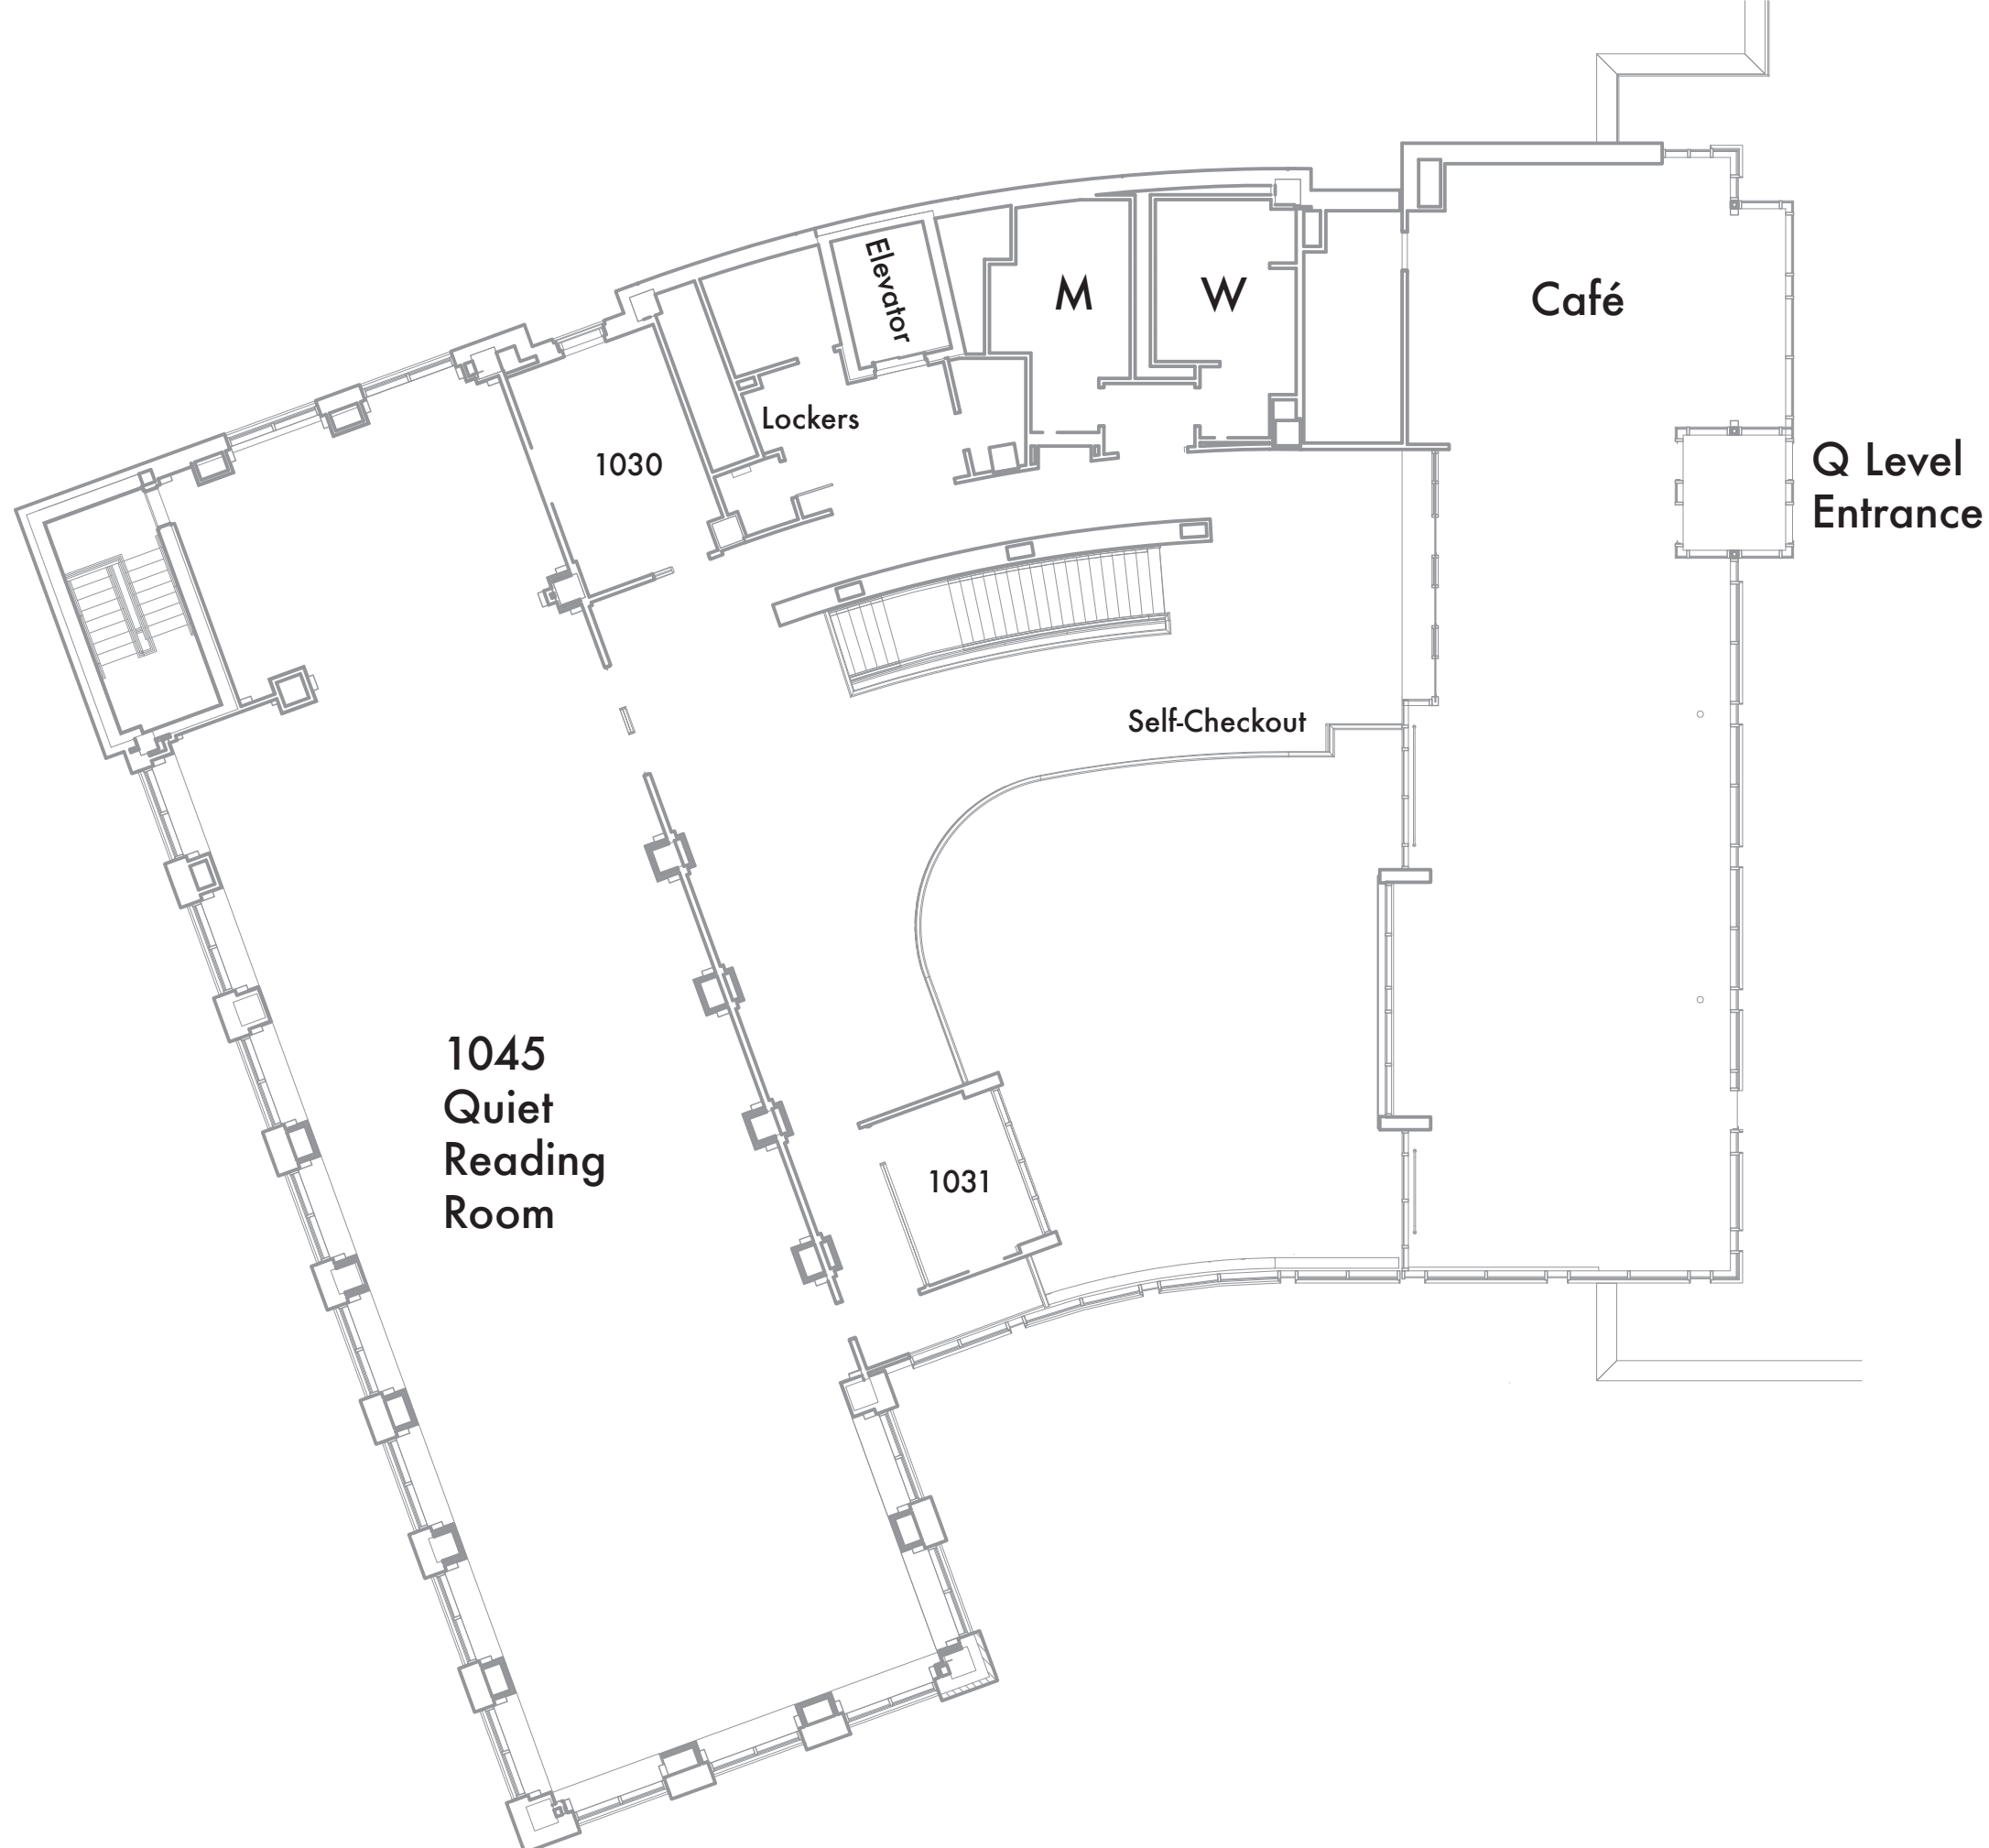 Elevator
M
W
Café
Lockers
1030
Q Level
Entrance
Self-Checkout
1045
Quiet
Reading
Room
1031